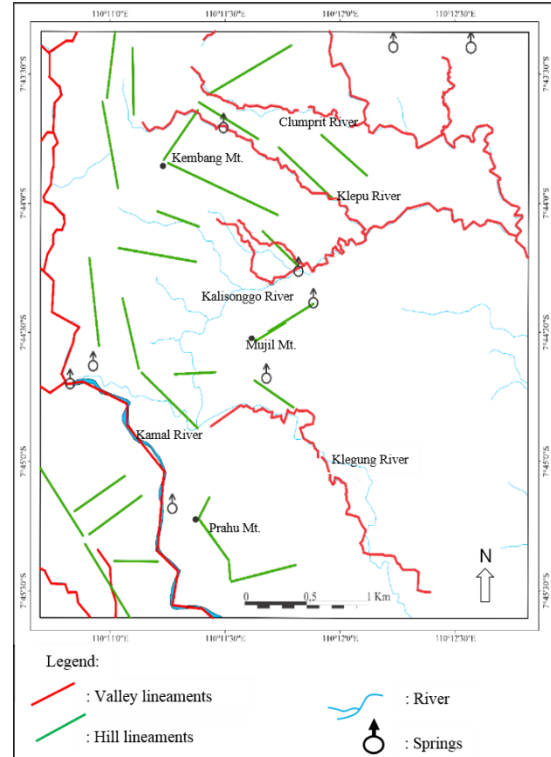 110°11'0"E 110°11'30"E 110°12'0"E 110°12'30"E
7°43'30"S 7°43'30"S
Clumprit River
Kembang Mt.
Klepu River
7°44'0"S 7°44'0"S
Kalisonggo River
7°44'30"S 7°44'30"S
Mujil Mt.
Kamal River
Klegung River
7°45'0"S 7°45'0"S
Prahu Mt.
N
7°45'30"S 7°45'30"S
0 0,5 1 Km
110°11'0"E 110°11'30"E 110°12'0"E 110°12'30"E
Legend:
: Valley lineaments : River
: Hill lineaments : Springs